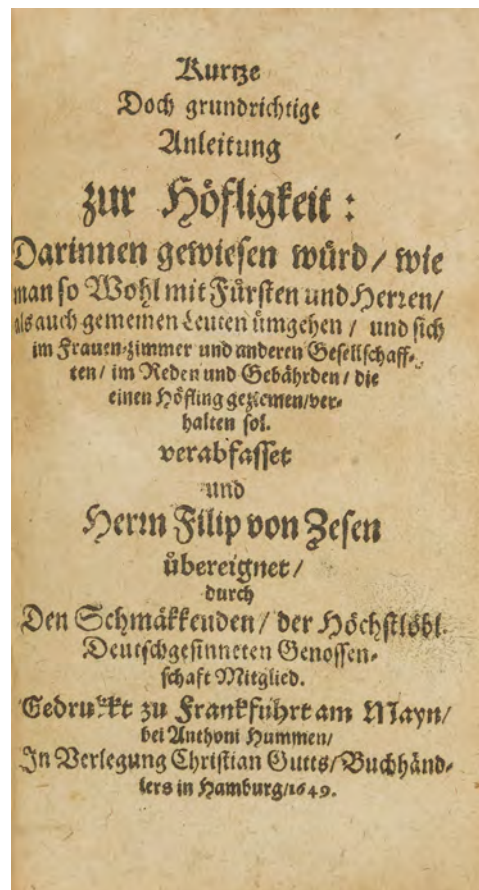 Kurtze
Doch grundrichtige
Anleitung
zur Höfligkeit:
Darinnen gewiesen würd/ wie
man so Wohl mit Fürsten und Herren/
als auch gemeinen Leuten ümgehen/ und sich
im Frauen-zimmer und anderen Gesellschaff-
ten/ im Reden und Gebährden/ die
einen Höfling geziemen/ver-
halten sol.
verabfasset
und
Herrn Filip von Zesen
übereignet/
durch
Den Schmäkkenden/ der Höchstlöbl.
Deutschgesinneten Genossen-
schaft Mitglied.
Gedrukkt zu Frankfuhrt am Mayn/
bei Anthoni Hummen/
In Verlegung Christian Gutts/ Buchhänd-
lers in Hamburg/1649.